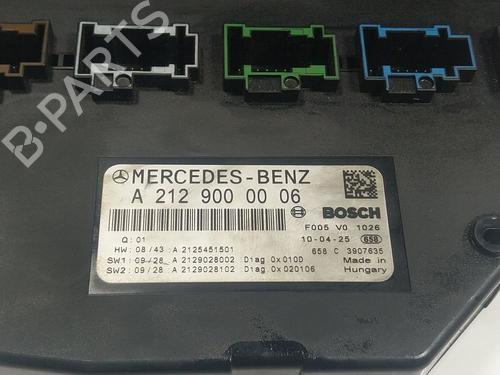 B-PARTS
MERCEDES-BENZ
A 212 900 00 06
BOSCH
F005 V0 1026
Q: 01
10-04-25 658
HW: 08/43 A 2125451501
658 C 3907635
SW1: 09/28 A 2129028002 :Diag 0x010D
Made in
SW2: 09/28 A 2129028102 :Diag 0x020106
Hungary